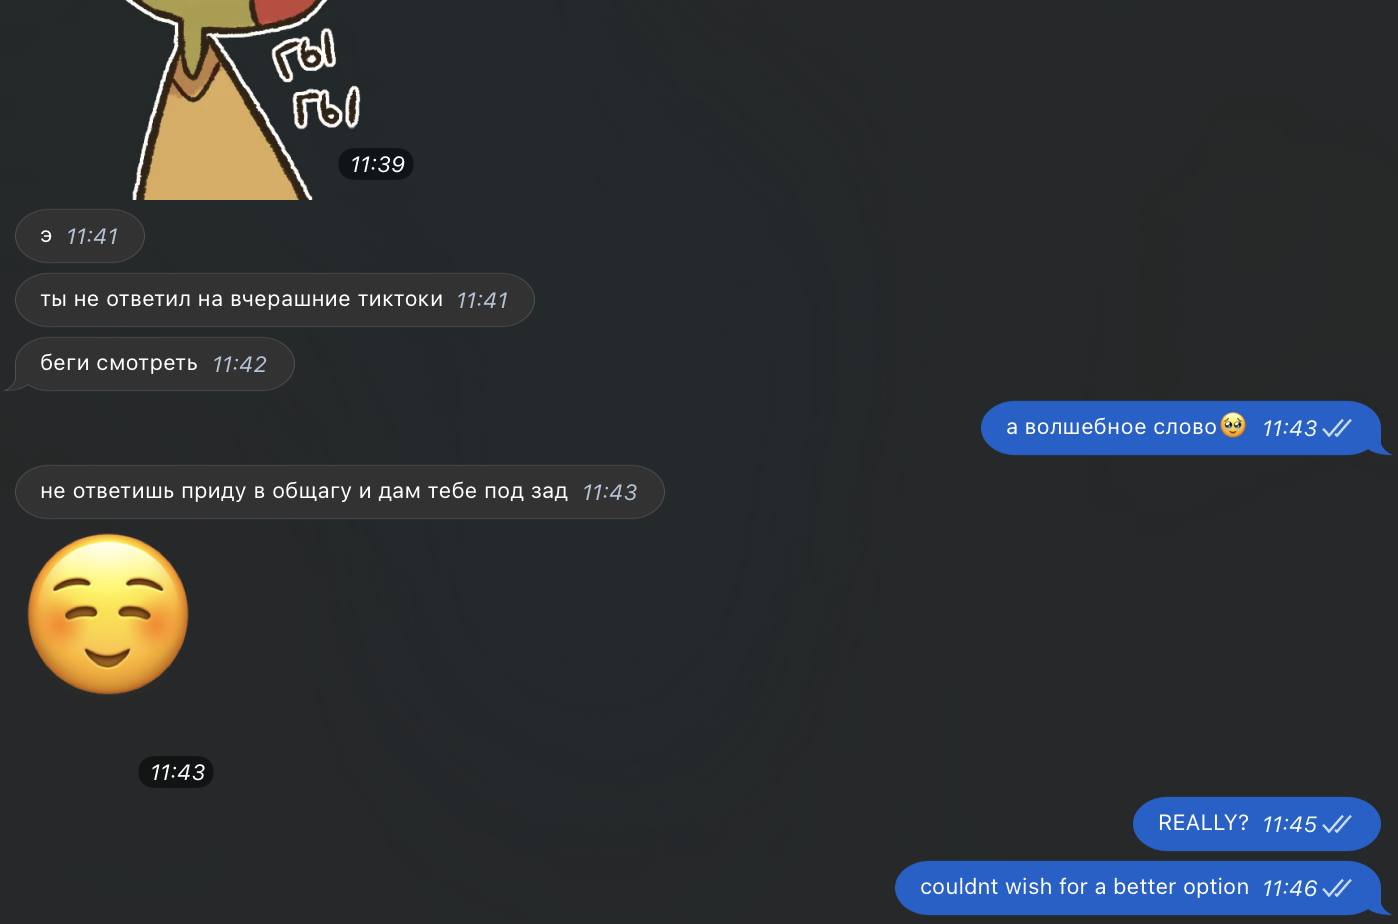 гы
гы
11:39
э 11:41
ты не ответил на вчерашние тиктоки 11:41
беги смотреть 11:42
а волшебное слово🥹 11:43
не ответишь приду в общагу и дам тебе под зад 11:43
11:43
REALLY? 11:45
couldnt wish for a better option 11:46